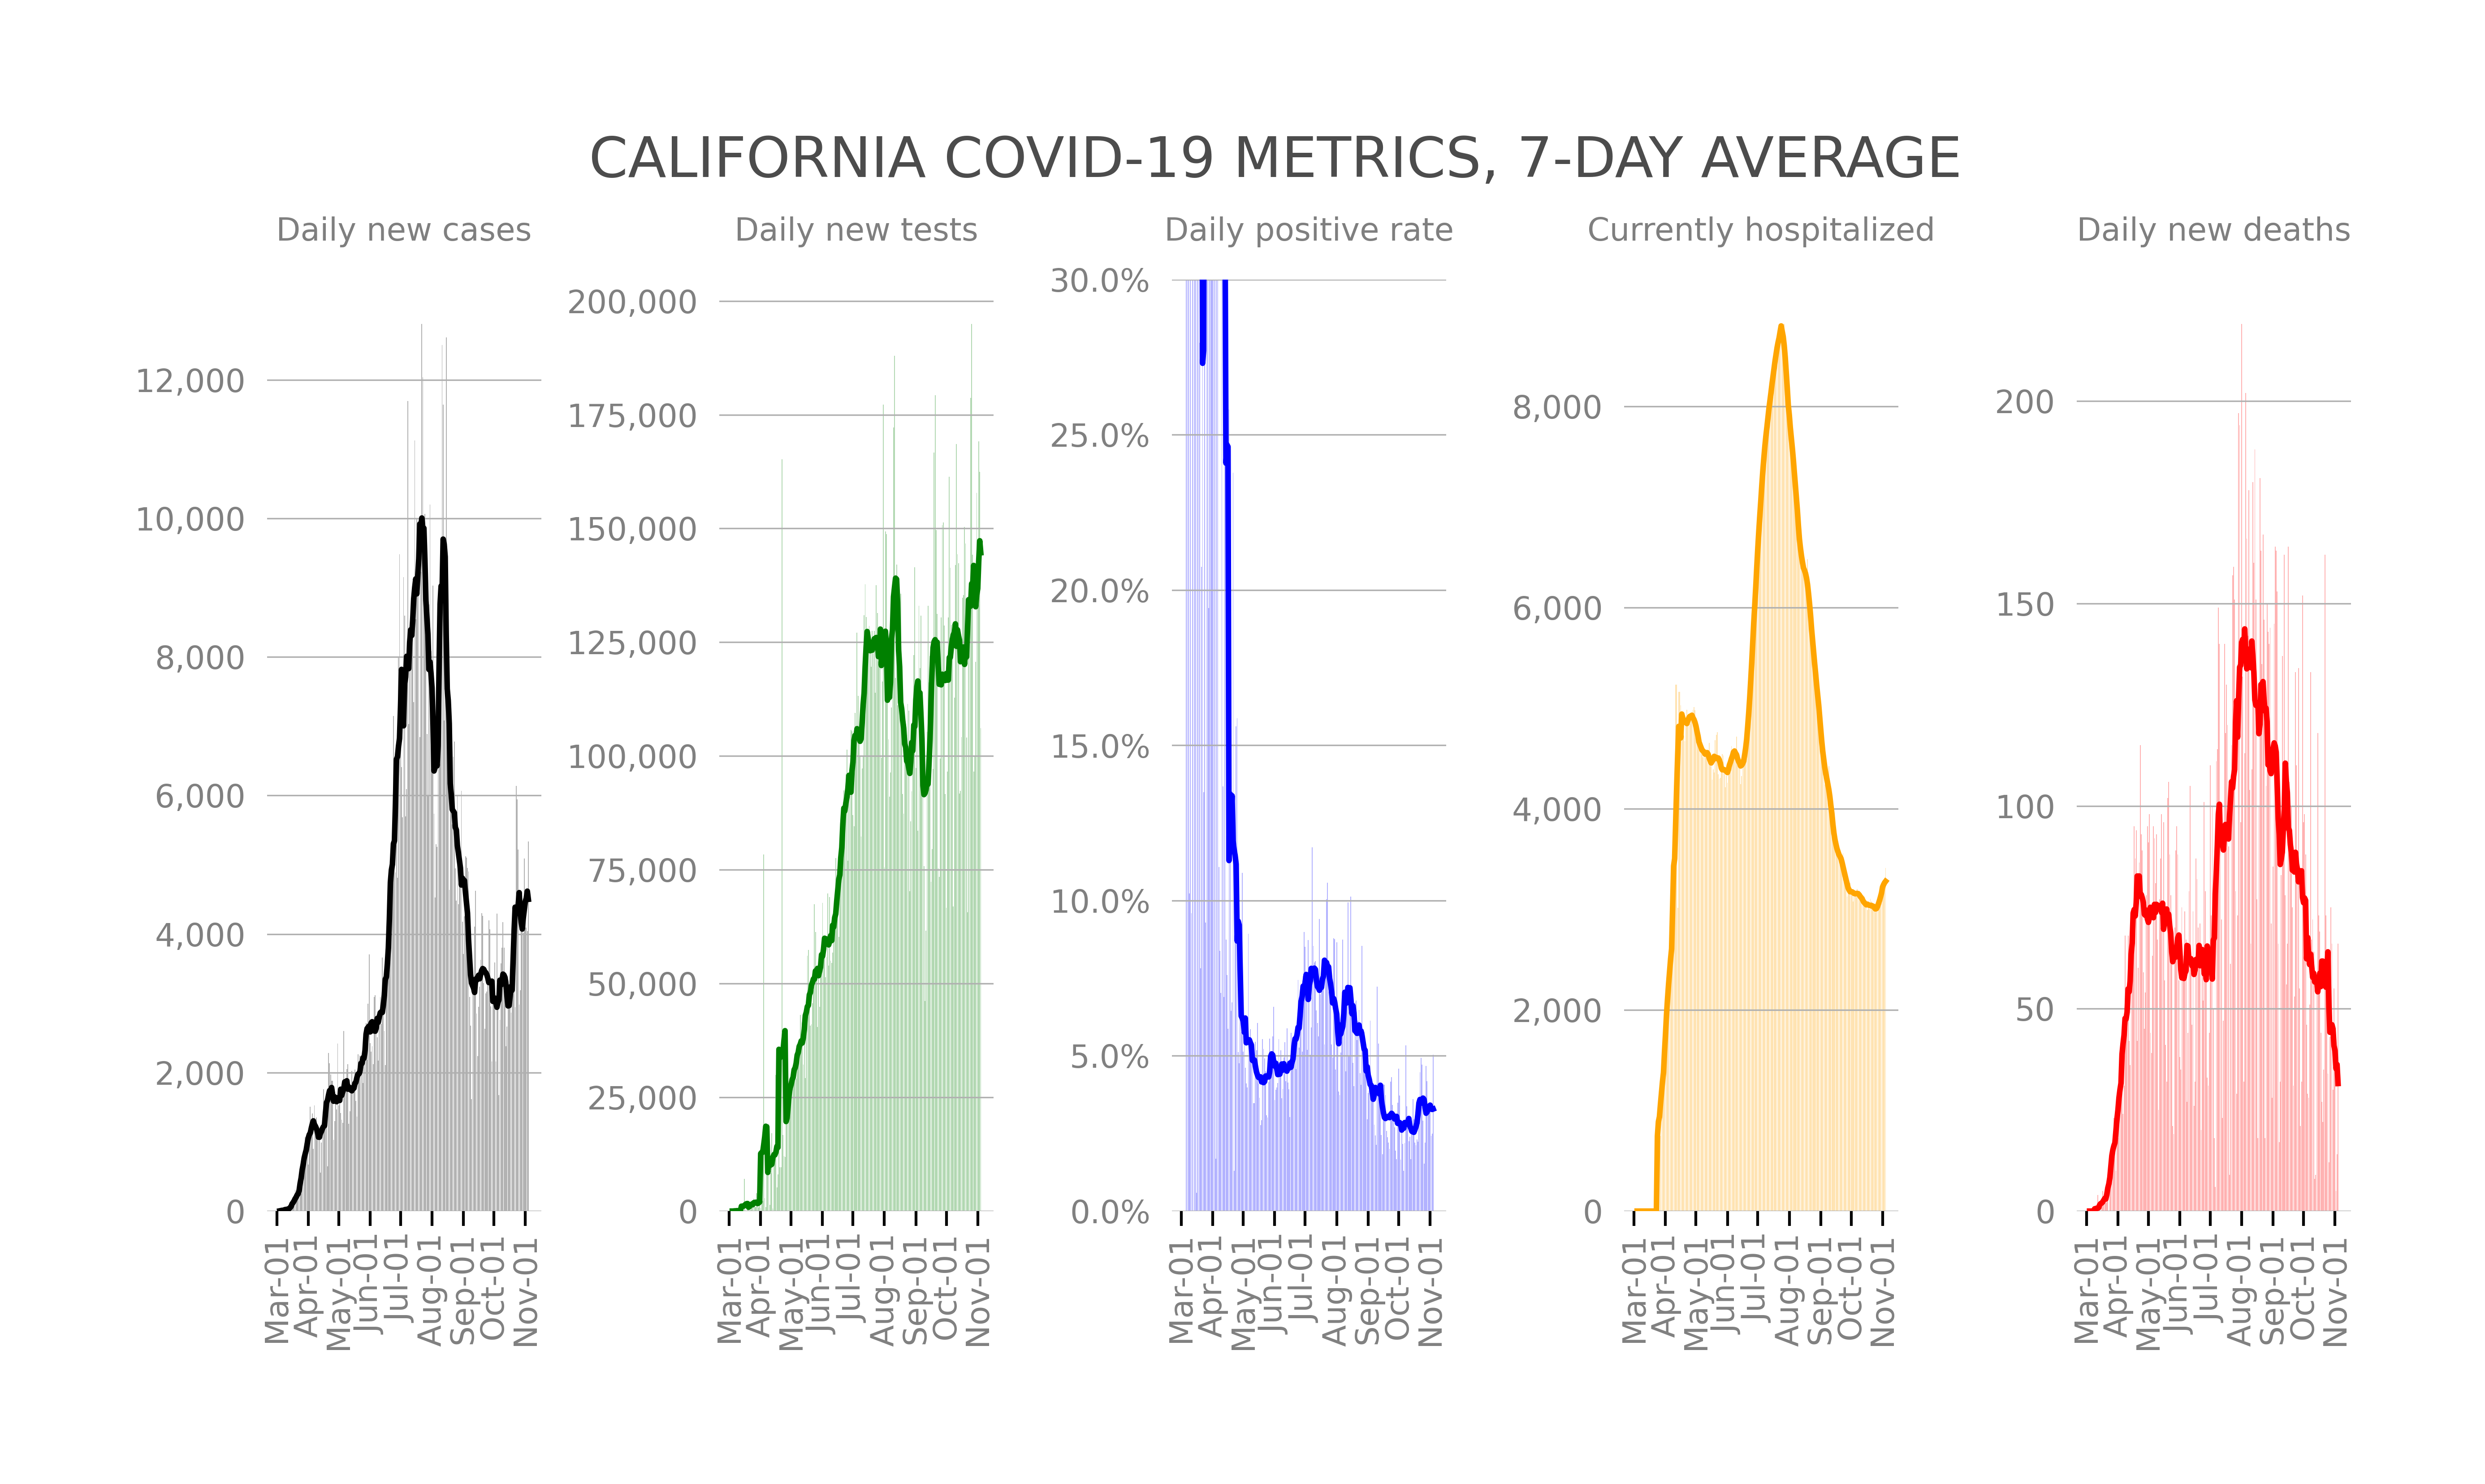 CALIFORNIA COVID-19 METRICS, 7-DAY AVERAGE
Daily new cases
12,000
10,000
8,000
6,000
4,000
2,000
0
Mar-01
Apr-01
May-01
Jun-01
Jul-01
Aug-01
Sep-01
Oct-01
Nov-01
Daily new tests
200,000
175,000
150,000
125,000
100,000
75,000
50,000
25,000
0
Mar-01
Apr-01
May-01
Jun-01
Jul-01
Aug-01
Sep-01
Oct-01
Nov-01
Daily positive rate
30.0%
25.0%
20.0%
15.0%
10.0%
5.0%
0.0%
Mar-01
Apr-01
May-01
Jun-01
Jul-01
Aug-01
Sep-01
Oct-01
Nov-01
Currently hospitalized
8,000
6,000
4,000
2,000
0
Mar-01
Apr-01
May-01
Jun-01
Jul-01
Aug-01
Sep-01
Oct-01
Nov-01
Daily new deaths
200
150
100
50
0
Mar-01
Apr-01
May-01
Jun-01
Jul-01
Aug-01
Sep-01
Oct-01
Nov-01